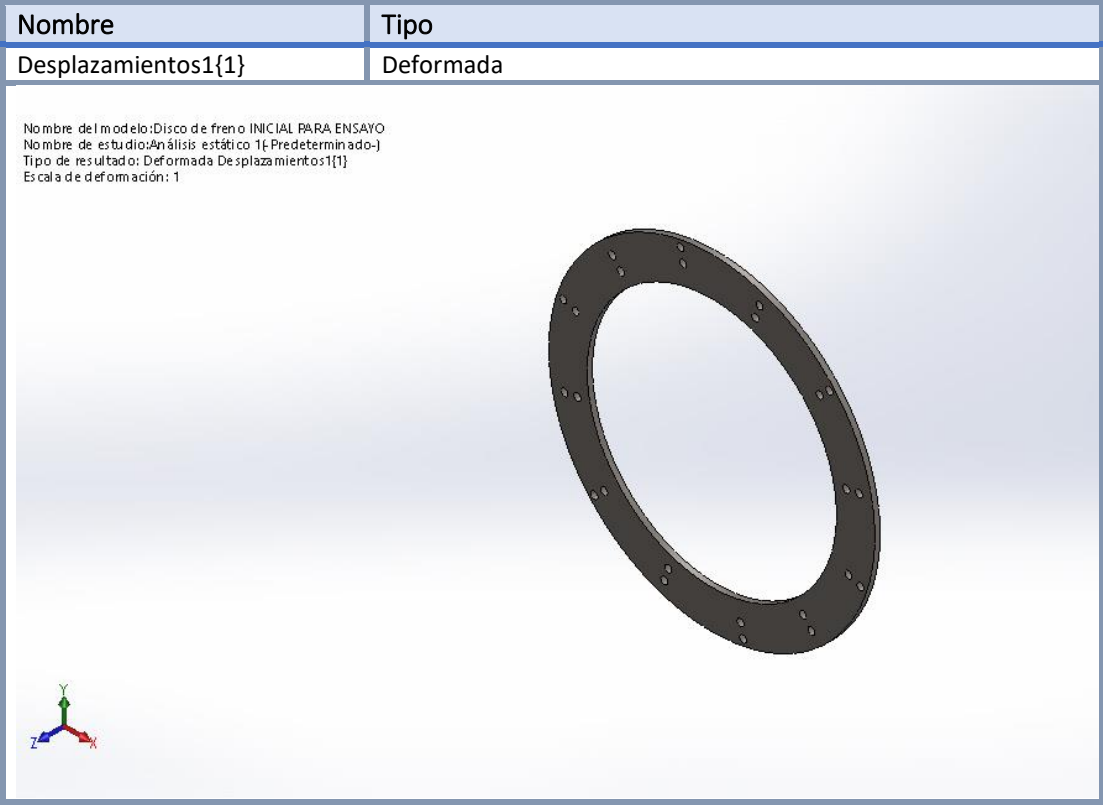 Nombre Tipo
Desplazamientos1{1} Deformada
Nombre del modelo:Disco de freno INICIAL PARA ENSAYO
Nombre de estudio:Análisis estático 1(-Predeterminado-)
Tipo de resultado: Deformada Desplazamientos1{1}
Escala de deformación: 1
Y
Z X